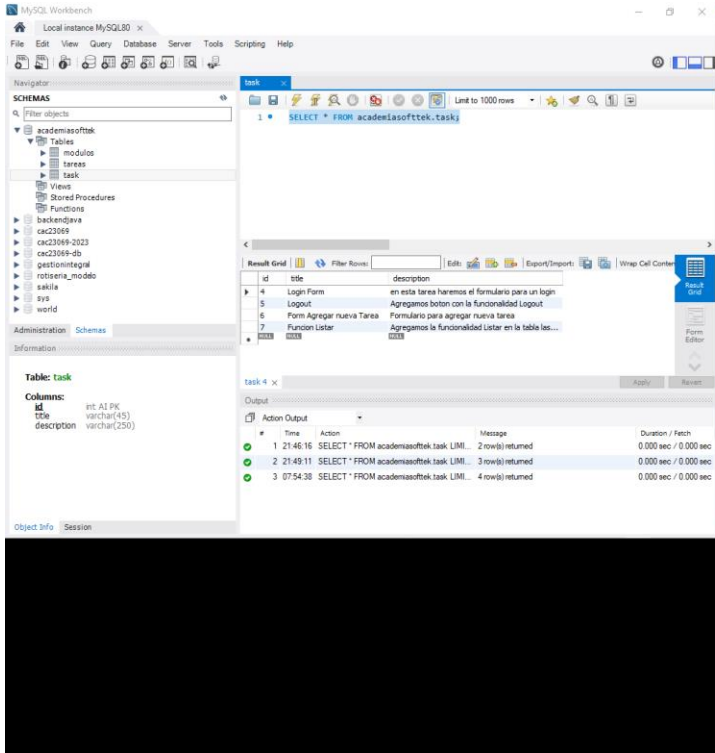 MySQL Workbench
Local instance MySQL80
File Edit View Query Database Server Tools Scripting Help
Navigator
SCHEMAS
Filter objects
academiasofttek
Tables
modulos
tareas
task
Views
Stored Procedures
Functions
backendjava
cac23069
cac23069-2023
cac23069-db
gestionintegral
rotiseria_modelo
sakila
sys
world
Administration Schemas
Information
Table: task
Columns:
id int AI PK
title varchar(45)
description varchar(250)
Object Info Session
task
Limit to 1000 rows
1 SELECT * FROM academiasofttek.task;
Result Grid Filter Rows: Edit: Export/Import: Wrap Cell Conter
id title description
4 Login Form en esta tarea haremos el formulario para un login
5 Logout Agregamos boton con la funcionalidad Logout
6 Form Agregar nueva Tarea Formulario para agregar nueva tarea
7 Funcion Listar Agregamos la funcionalidad Listar en la tabla las...
NULL NULL NULL
Result Grid
Form Editor
task 4 Apply Revert
Output
Action Output
# Time Action Message Duration / Fetch
1 21:46:16 SELECT * FROM academiasofttek.task LIMI... 2 row(s) returned 0.000 sec / 0.000 sec
2 21:49:11 SELECT * FROM academiasofttek.task LIMI... 3 row(s) returned 0.000 sec / 0.000 sec
3 07:54:38 SELECT * FROM academiasofttek.task LIMI... 4 row(s) returned 0.000 sec / 0.000 sec